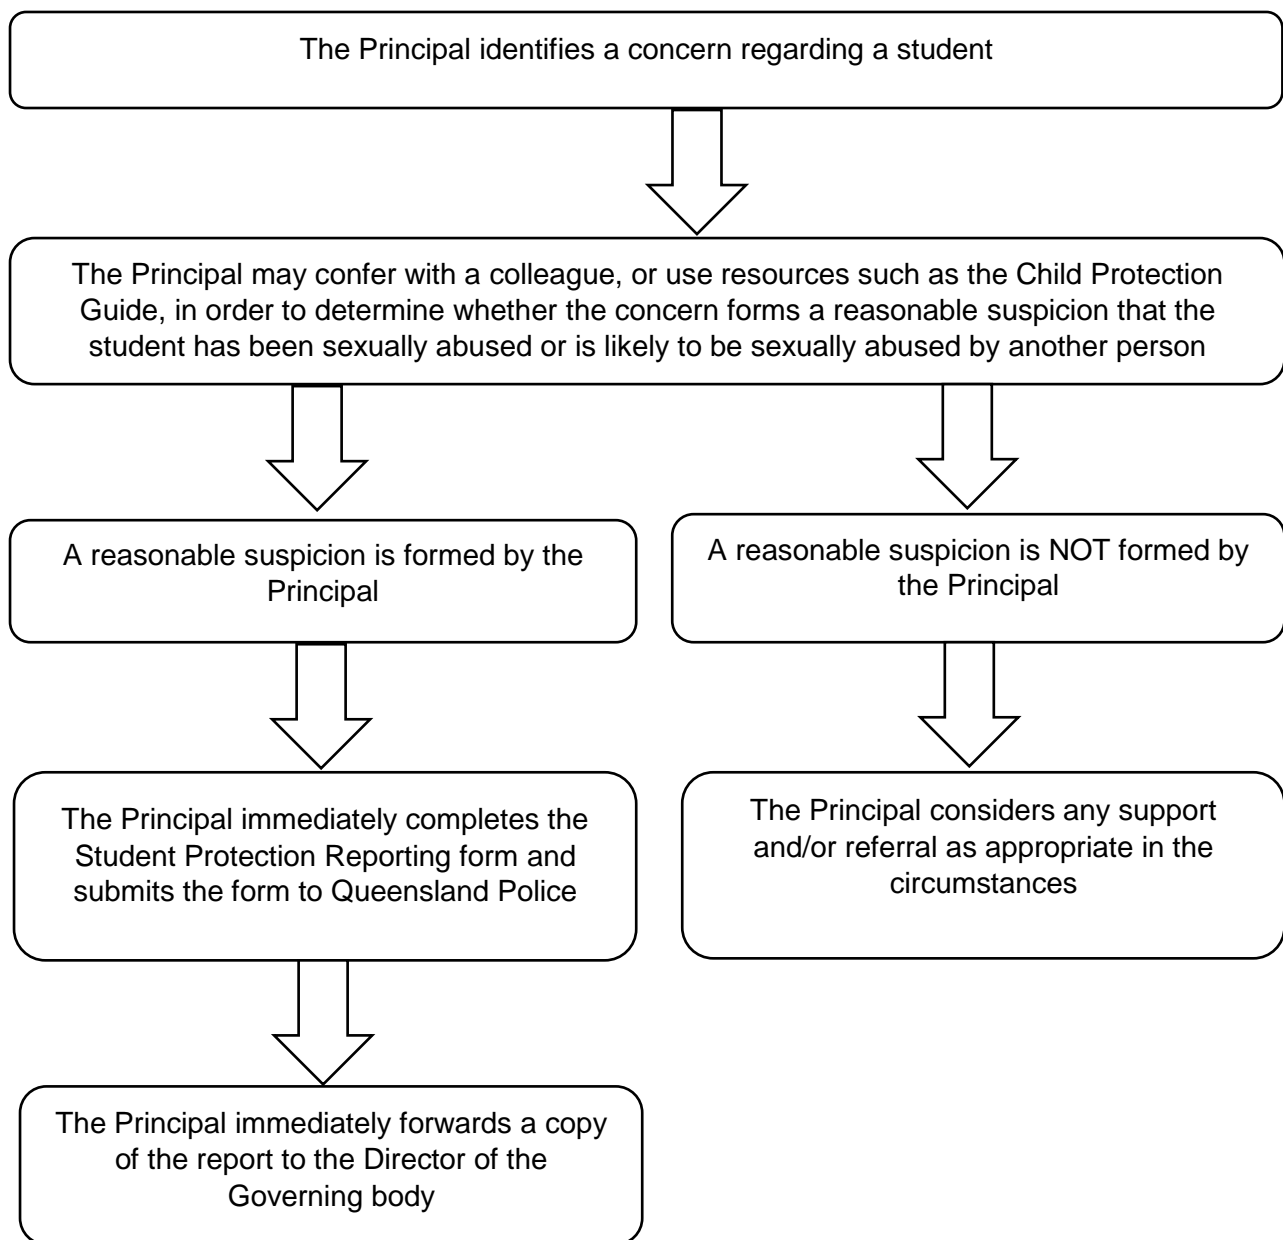 The Principal identifies a concern regarding a student
The Principal may confer with a colleague, or use resources such as the Child Protection
Guide, in order to determine whether the concern forms a reasonable suspicion that the
student has been sexually abused or is likely to be sexually abused by another person
A reasonable suspicion is formed by the
Principal
A reasonable suspicion is NOT formed by
the Principal
The Principal immediately completes the
Student Protection Reporting form and
submits the form to Queensland Police
The Principal considers any support
and/or referral as appropriate in the
circumstances
The Principal immediately forwards a copy
of the report to the Director of the
Governing body